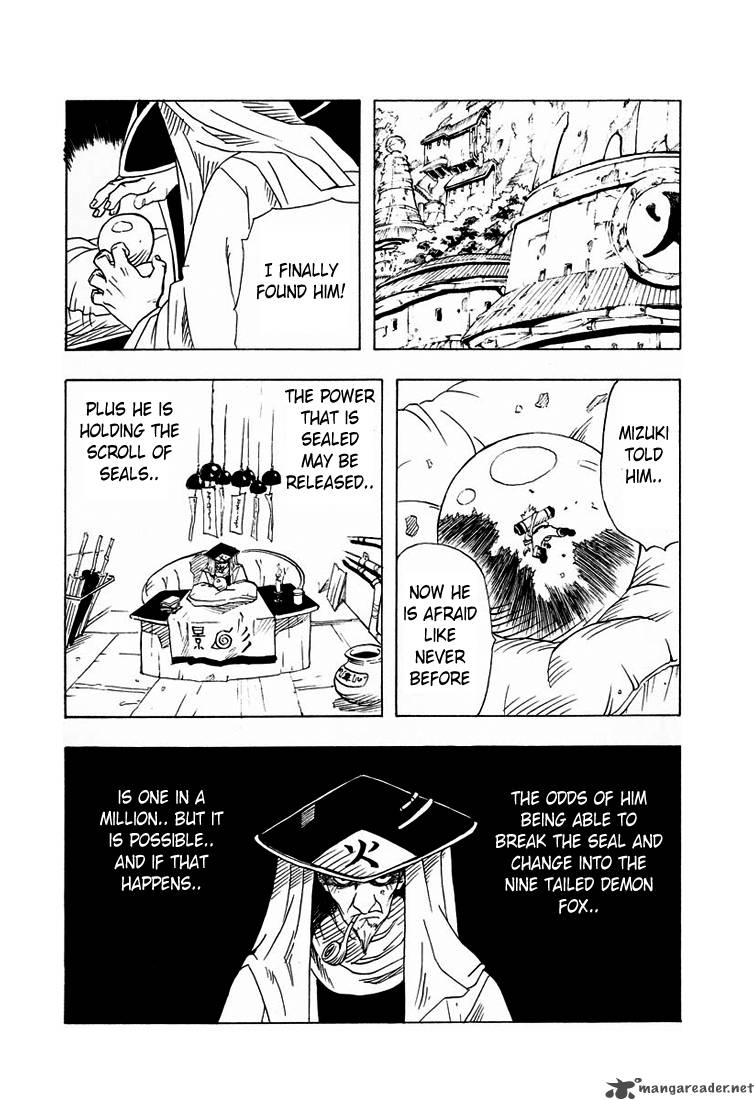 I FINALLY
FOUND HIM!
MIZUKI
TOLD
HIM..
NOW HE
IS AFRAID
LIKE
NEVER
BEFORE
THE POWER
THAT IS
SEALED
MAY BE
RELEASED..
PLUS HE IS
HOLDING THE
SCROLL OF
SEALS..
景
THE ODDS OF HIM
BEING ABLE TO
BREAK THE SEAL AND
CHANGE INTO THE
NINE TAILED DEMON
FOX..
IS ONE IN A
MILLION.. BUT IT
IS POSSIBLE..
AND IF THAT
HAPPENS..
火
mangareader.net